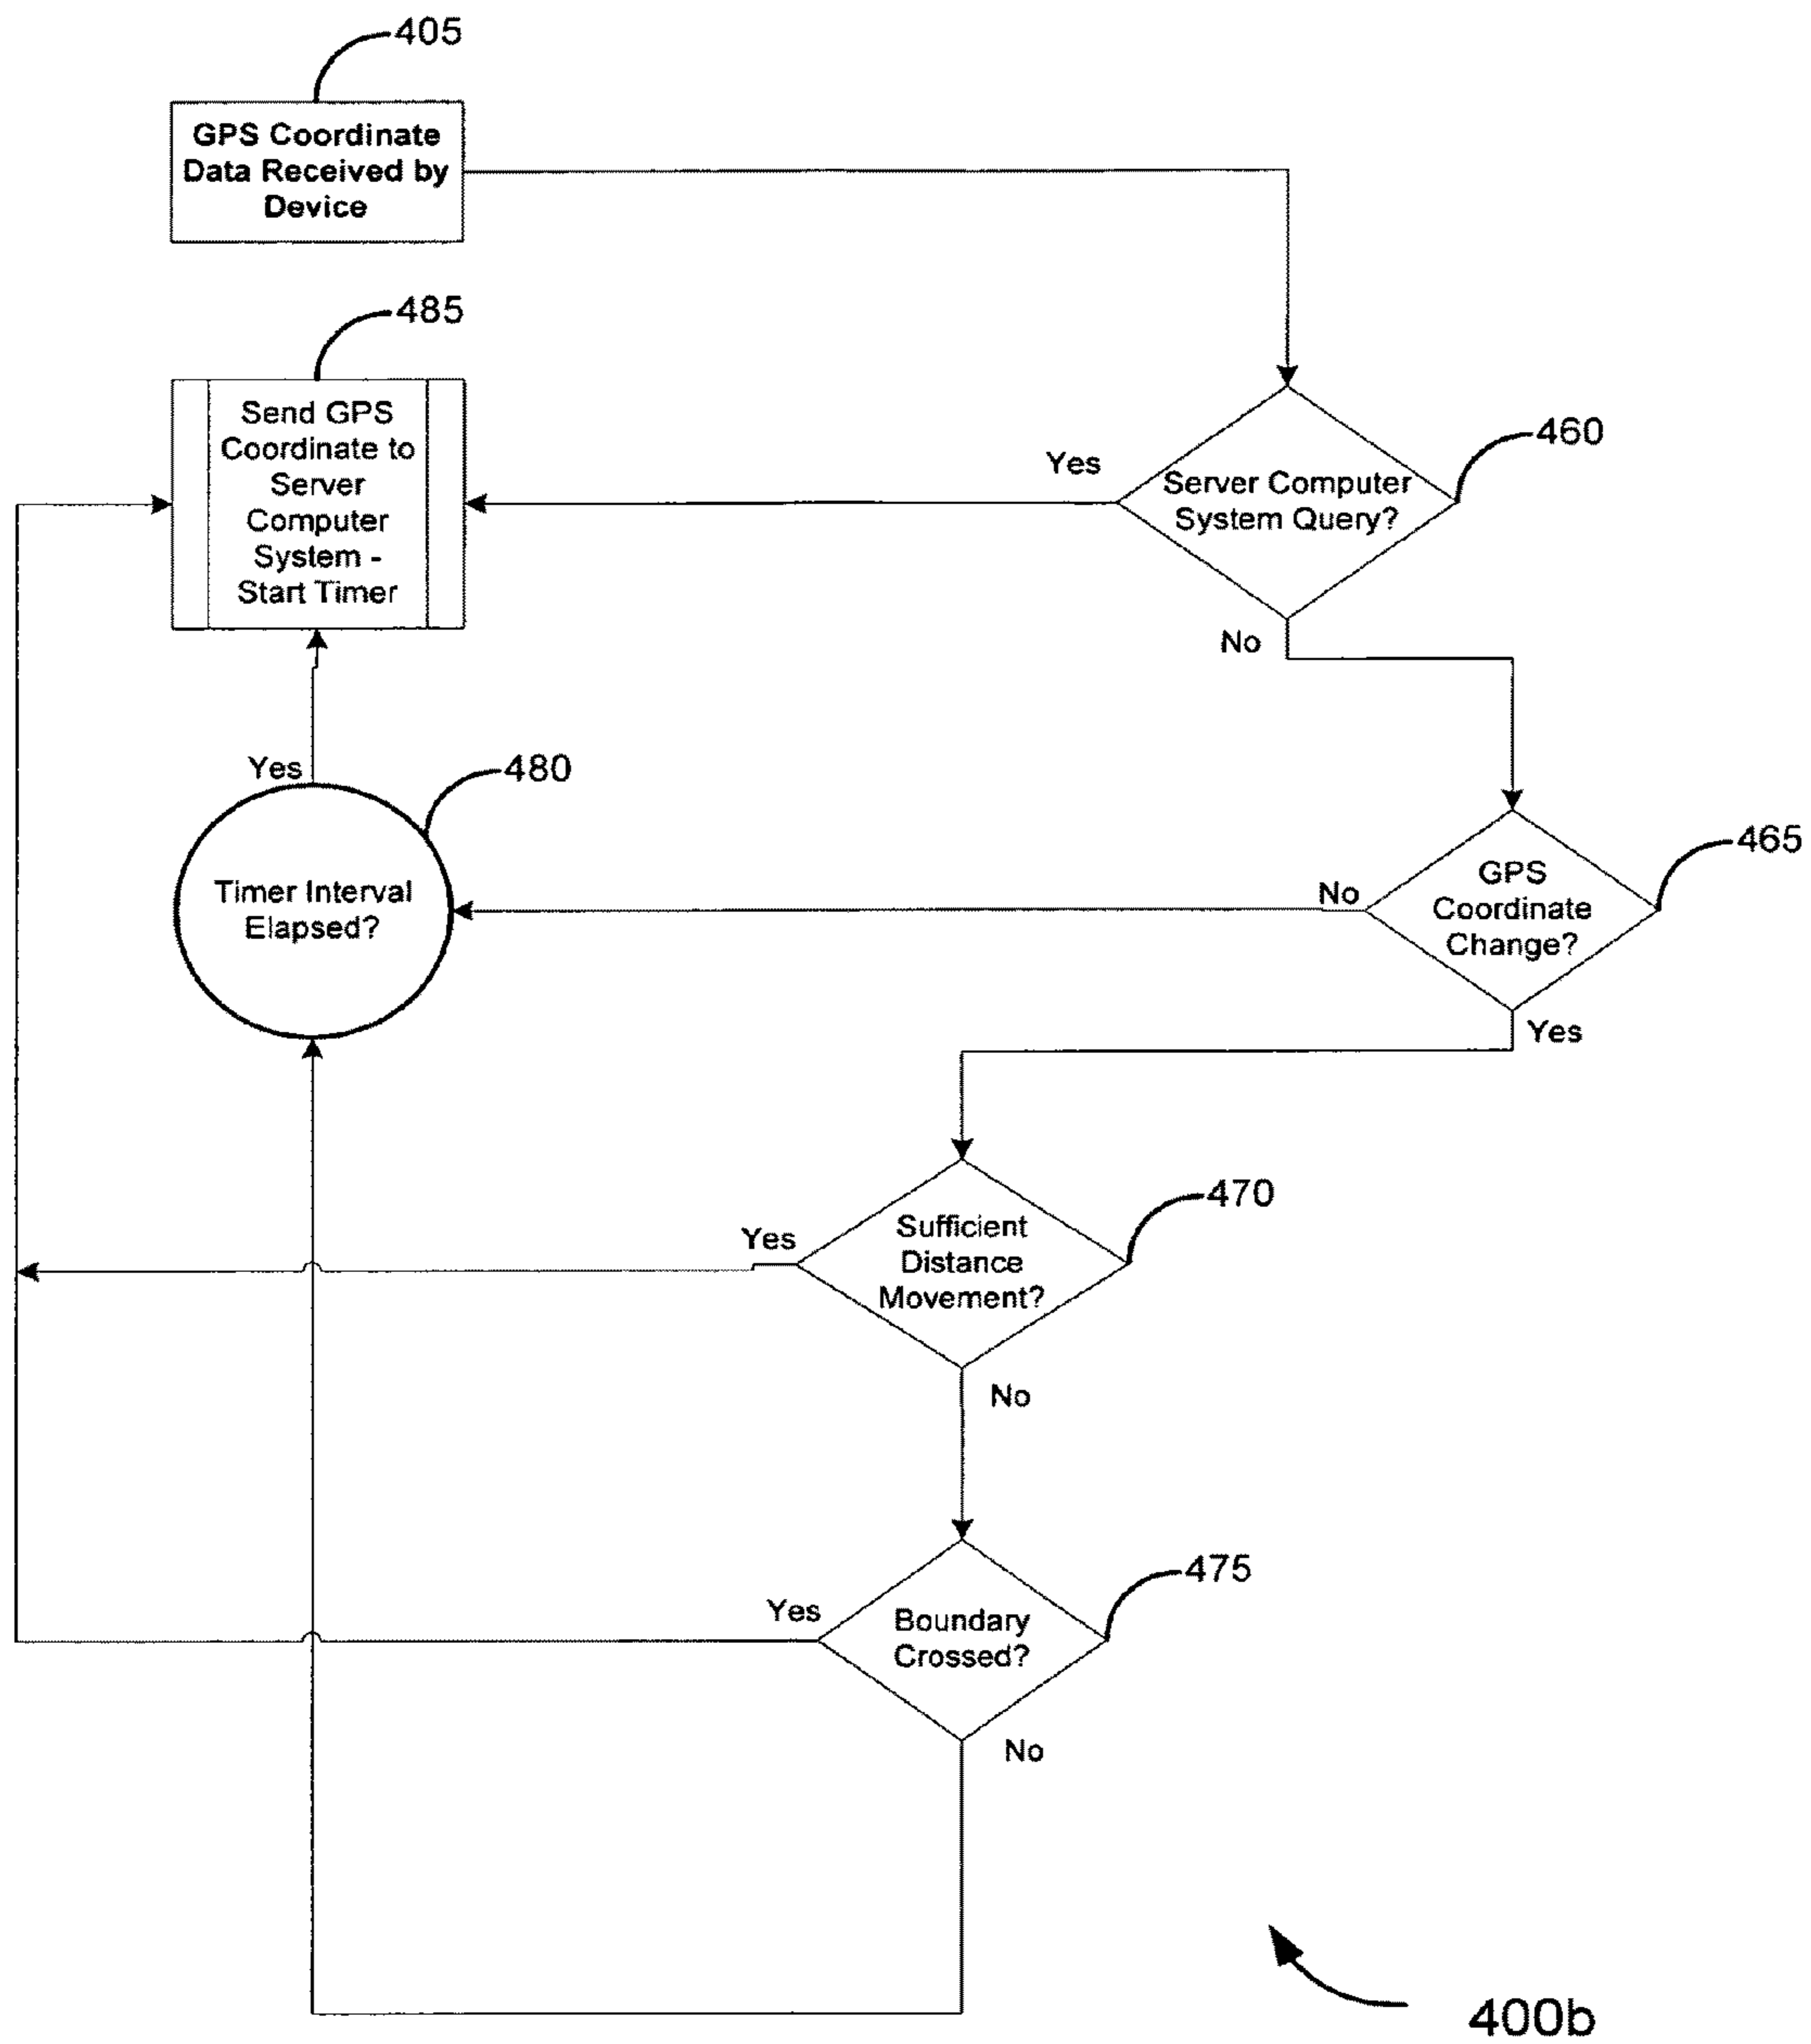 405
GPS Coordinate
Data Received by
Device
485
Send GPS
Coordinate to
Server
Computer
System -
Start Timer
460
Yes
Server Computer
System Query?
No
Yes
480
Timer Interval
Elapsed?
465
No
GPS
Coordinate
Change?
Yes
470
Yes
Sufficient
Distance
Movement?
No
475
Yes
Boundary
Crossed?
No
400b